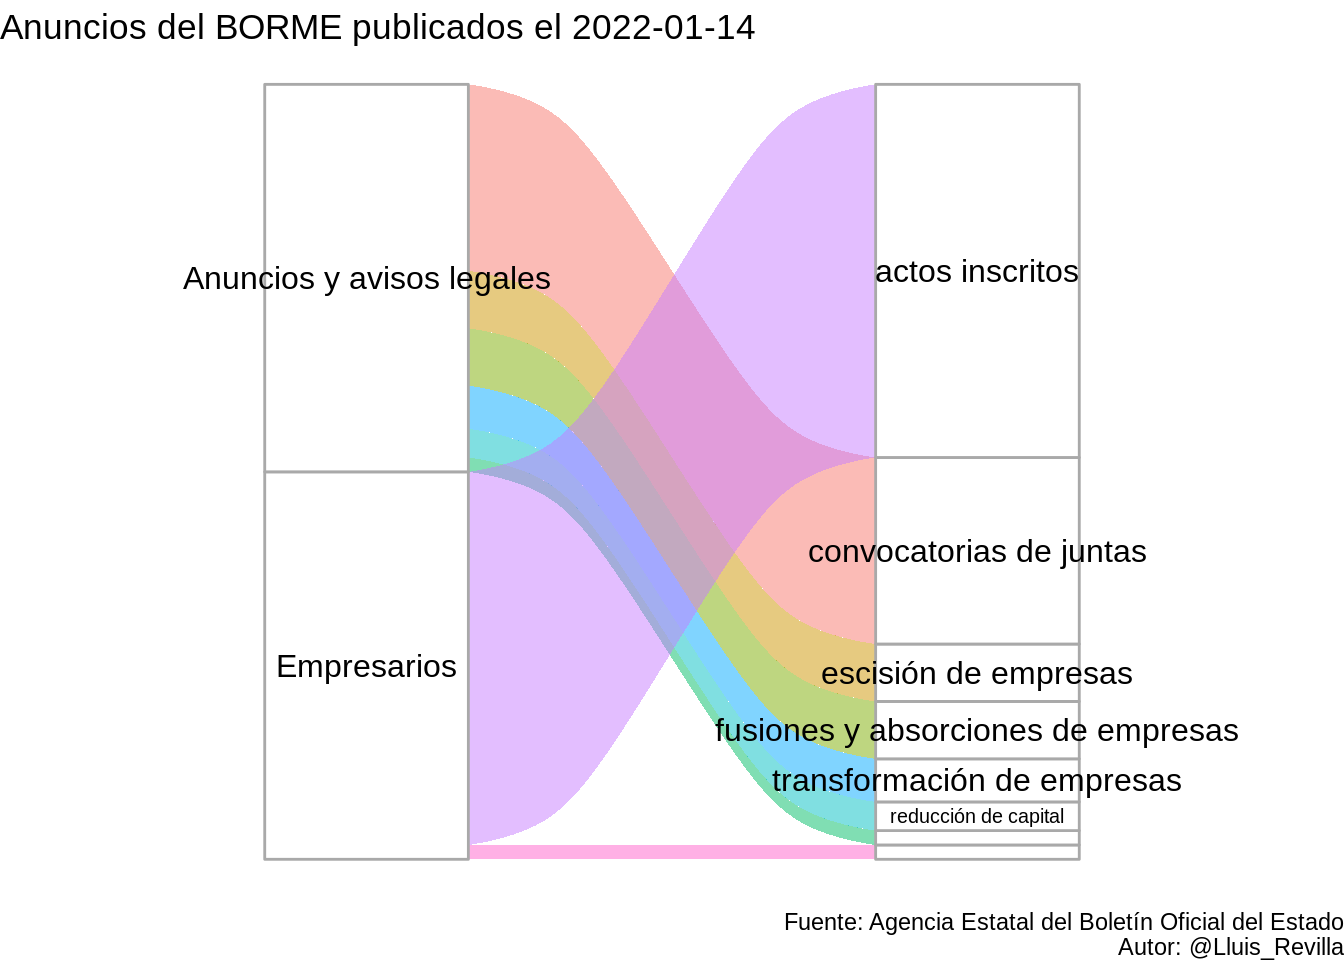 Anuncios del BORME publicados el 2022-01-14
Anuncios y avisos legales
actos inscritos
convocatorias de juntas
Empresarios
escisión de empresas
fusiones y absorciones de empresas
transformación de empresas
reducción de capital
Fuente: Agencia Estatal del Boletín Oficial del Estado
Autor: @Lluis_Revilla